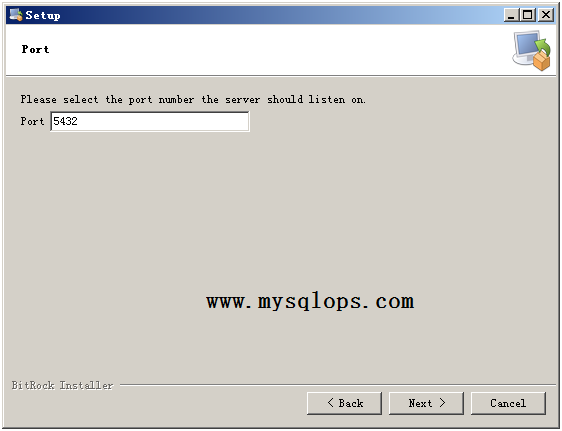 Setup
Port
Please select the port number the server should listen on.
Port 5432
www.mysqlops.com
BitRock Installer
< Back Next > Cancel